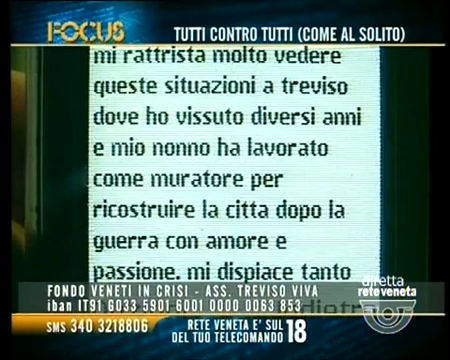 FOCUS
TUTTI CONTRO TUTTI (COME AL SOLITO)
mi rattrista molto vedere
queste situazioni a treviso
dove ho vissuto diversi anni
e mio nonno ha lavorato
come muratore per
ricostruire la citta dopo la
guerra con amore e
passione. mi dispiace tanto
diretta
reteveneta
FONDO VENETI IN CRISI - ASS. TREVISO VIVA
iban IT91 6033 5901 6001 0000 0063 853
SMS 340 3218806
RETE VENETA E' SUL
DEL TUO TELECOMANDO 18